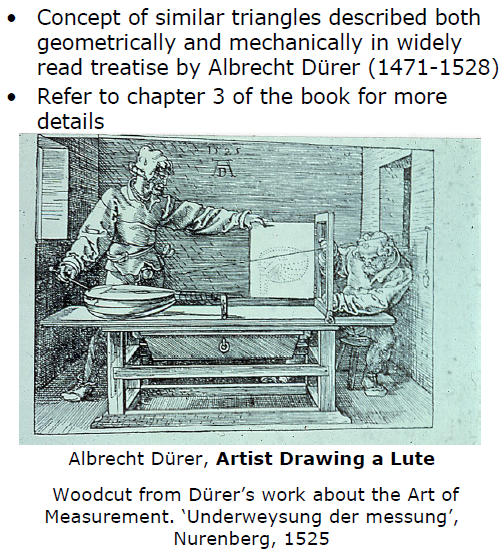 • Concept of similar triangles described both
geometrically and mechanically in widely
read treatise by Albrecht Dürer (1471-1528)
• Refer to chapter 3 of the book for more
details
1525
AD
Albrecht Dürer, Artist Drawing a Lute
Woodcut from Dürer’s work about the Art of
Measurement. ‘Underweysung der messung’,
Nurenberg, 1525